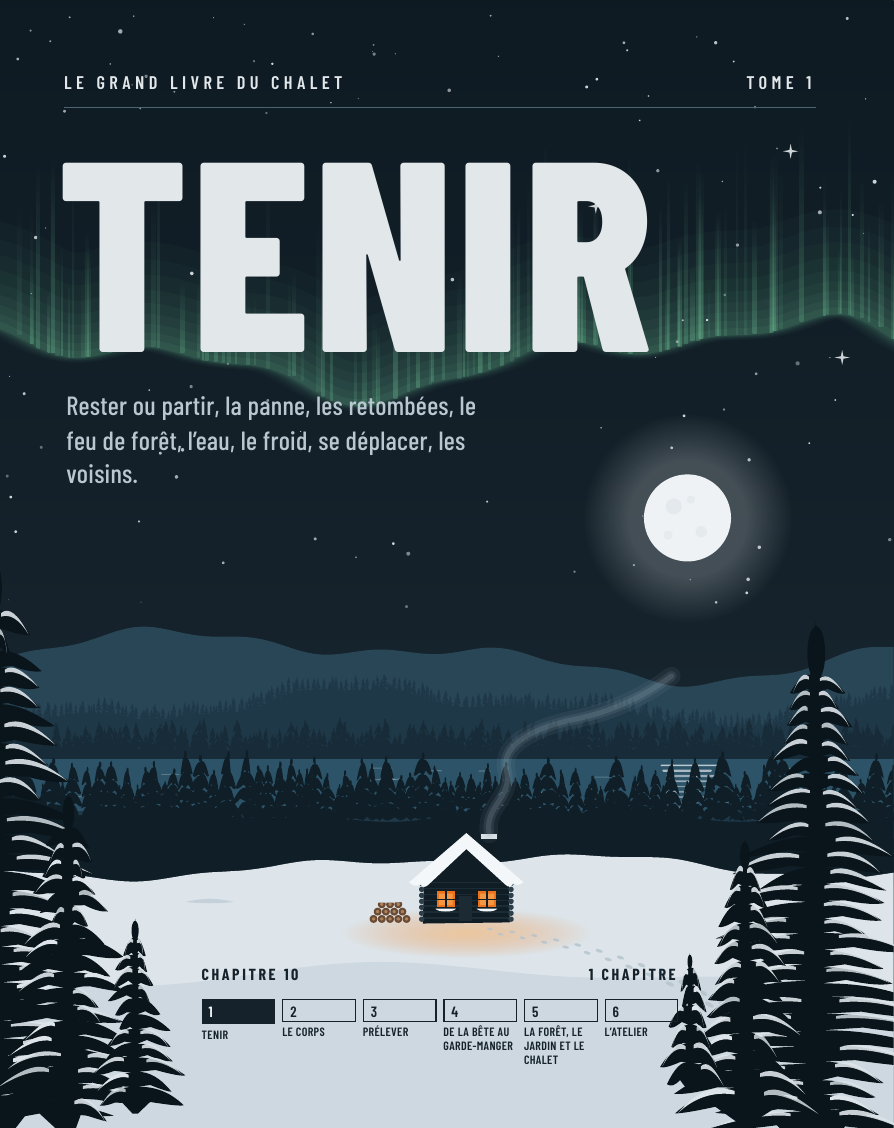 LE GRAND LIVRE DU CHALET
TOME 1
TENIR
Rester ou partir, la panne, les retombées, le
feu de forêt, l’eau, le froid, se déplacer, les
voisins.
CHAPITRE 10
1 CHAPITRE
1
2
3
4
5
6
TENIR
LE CORPS
PRÉLEVER
DE LA BÊTE AU
GARDE-MANGER
LA FORÊT, LE
JARDIN ET LE
CHALET
L’ATELIER